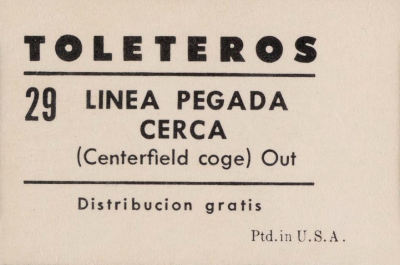 TOLETEROS
29 LINEA PEGADA
CERCA
(Centerfield coge) Out
Distribucion gratis
Ptd.in U.S.A.